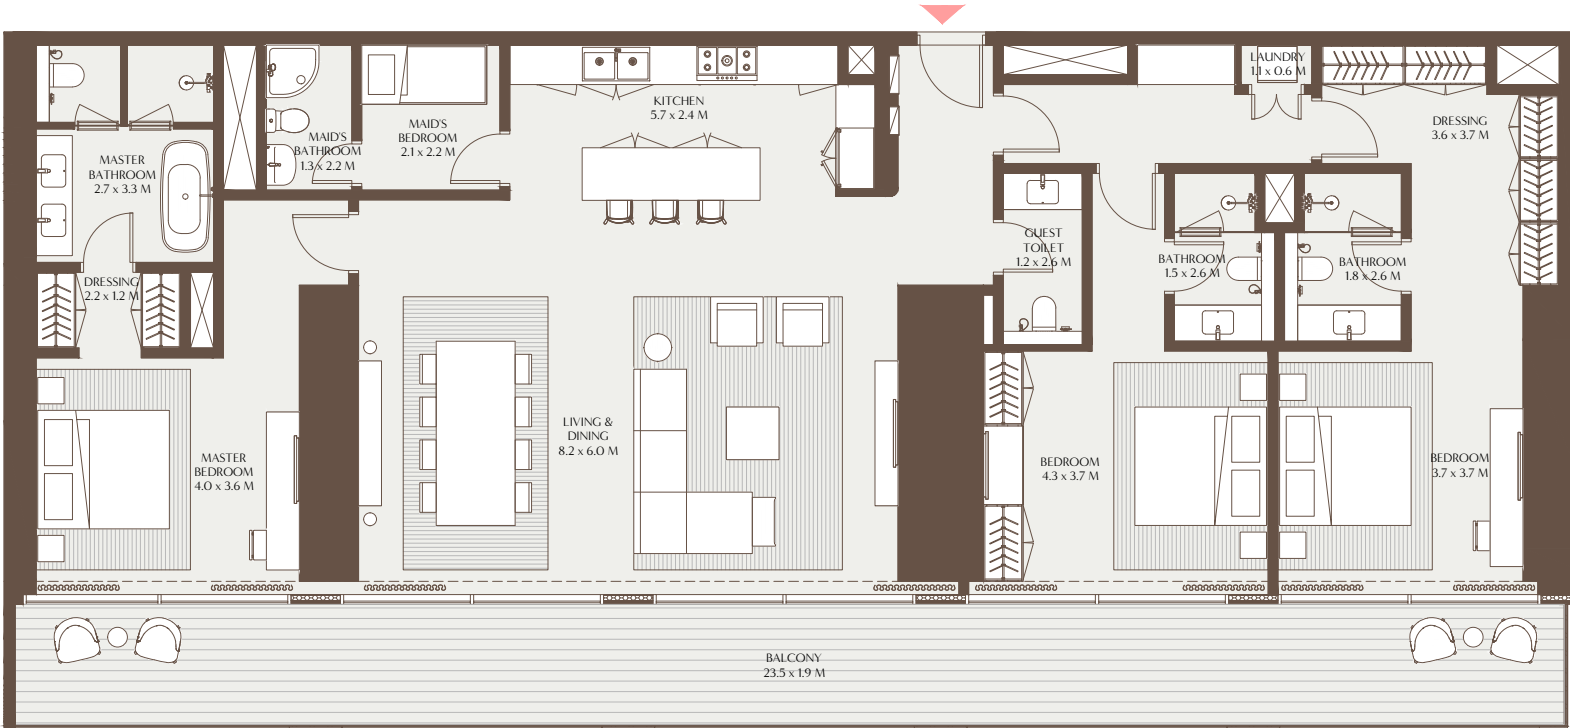 LAUNDRY
1.1 x 0.6 M
KITCHEN
5.7 x 2.4 M
DRESSING
3.6 x 3.7 M
MAID'S
BEDROOM
2.1 x 2.2 M
MAID'S
BATHROOM
1.3 x 2.2 M
MASTER
BATHROOM
2.7 x 3.3 M
GUEST
TOILET
1.2 x 2.6 M
BATHROOM
1.5 x 2.6 M
BATHROOM
1.8 x 2.6 M
DRESSING
2.2 x 1.2 M
LIVING &
DINING
8.2 x 6.0 M
MASTER
BEDROOM
4.0 x 3.6 M
BEDROOM
4.3 x 3.7 M
BEDROOM
3.7 x 3.7 M
BALCONY
23.5 x 1.9 M